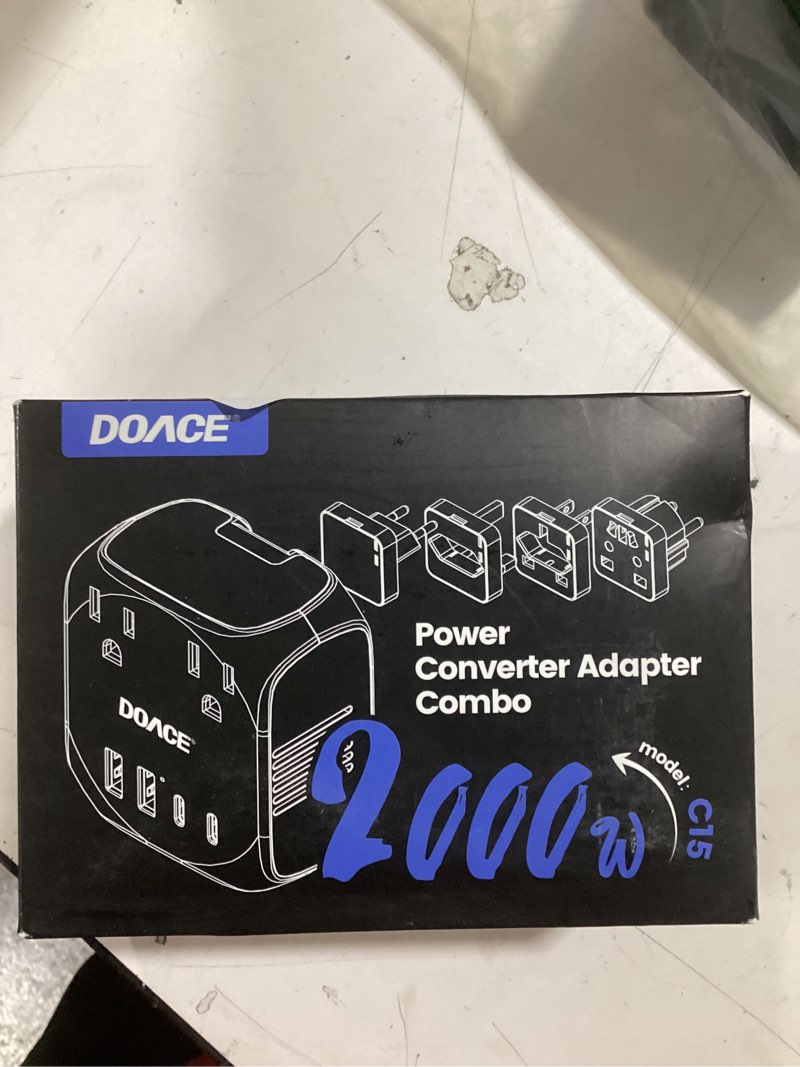 DOACE
Power
Converter Adapter
Combo
DOACE
2000W
model: C15